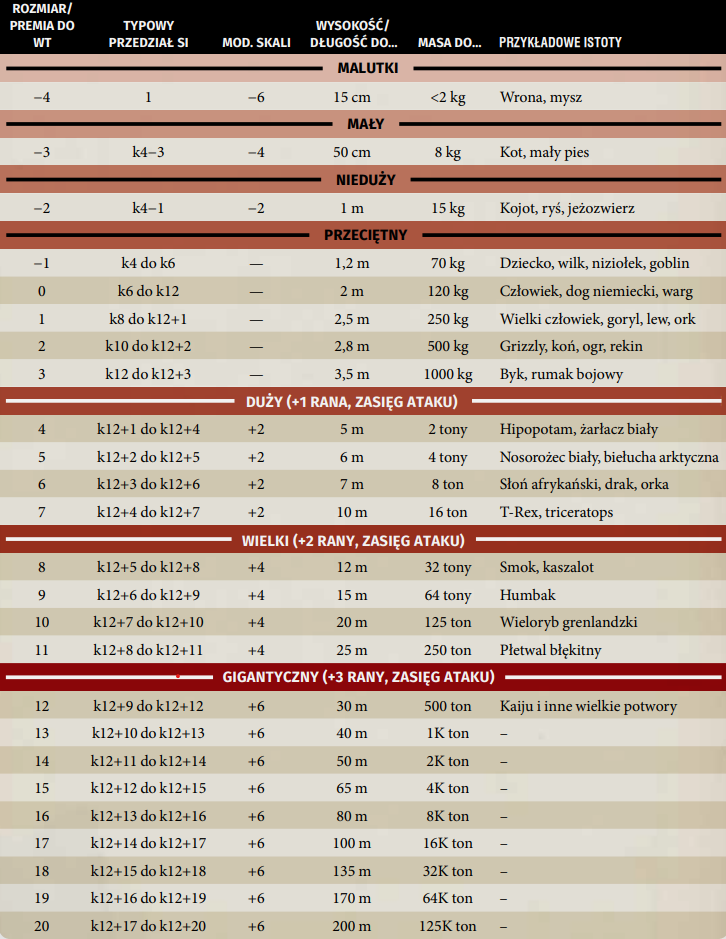 ROZMIAR/ PREMIA DO WT | TYPOWY PRZEDZIAŁ SI | MOD. SKALI | WYSOKOŚĆ/ DŁUGOŚĆ DO... | MASA DO... | PRZYKŁADOWE ISTOTY
MALUTKI
−4 | 1 | −6 | 15 cm | <2 kg | Wrona, mysz
MAŁY
−3 | k4−3 | −4 | 50 cm | 8 kg | Kot, mały pies
NIEDUŻY
−2 | k4−1 | −2 | 1 m | 15 kg | Kojot, ryś, jeżozwierz
PRZECIĘTNY
−1 | k4 do k6 | — | 1,2 m | 70 kg | Dziecko, wilk, niziołek, goblin
0 | k6 do k12 | — | 2 m | 120 kg | Człowiek, dog niemiecki, warg
1 | k8 do k12+1 | — | 2,5 m | 250 kg | Wielki człowiek, goryl, lew, ork
2 | k10 do k12+2 | — | 2,8 m | 500 kg | Grizzly, koń, ogr, rekin
3 | k12 do k12+3 | — | 3,5 m | 1000 kg | Byk, rumak bojowy
DUŻY (+1 RANA, ZASIĘG ATAKU)
4 | k12+1 do k12+4 | +2 | 5 m | 2 tony | Hipopotam, żarłacz biały
5 | k12+2 do k12+5 | +2 | 6 m | 4 tony | Nosorożec biały, biełucha arktyczna
6 | k12+3 do k12+6 | +2 | 7 m | 8 ton | Słoń afrykański, drak, orka
7 | k12+4 do k12+7 | +2 | 10 m | 16 ton | T-Rex, triceratops
WIELKI (+2 RANY, ZASIĘG ATAKU)
8 | k12+5 do k12+8 | +4 | 12 m | 32 tony | Smok, kaszalot
9 | k12+6 do k12+9 | +4 | 15 m | 64 tony | Humbak
10 | k12+7 do k12+10 | +4 | 20 m | 125 ton | Wieloryb grenlandzki
11 | k12+8 do k12+11 | +4 | 25 m | 250 ton | Płetwal błękitny
GIGANTYCZNY (+3 RANY, ZASIĘG ATAKU)
12 | k12+9 do k12+12 | +6 | 30 m | 500 ton | Kaiju i inne wielkie potwory
13 | k12+10 do k12+13 | +6 | 40 m | 1K ton | –
14 | k12+11 do k12+14 | +6 | 50 m | 2K ton | –
15 | k12+12 do k12+15 | +6 | 65 m | 4K ton | –
16 | k12+13 do k12+16 | +6 | 80 m | 8K ton | –
17 | k12+14 do k12+17 | +6 | 100 m | 16K ton | –
18 | k12+15 do k12+18 | +6 | 135 m | 32K ton | –
19 | k12+16 do k12+19 | +6 | 170 m | 64K ton | –
20 | k12+17 do k12+20 | +6 | 200 m | 125K ton | –